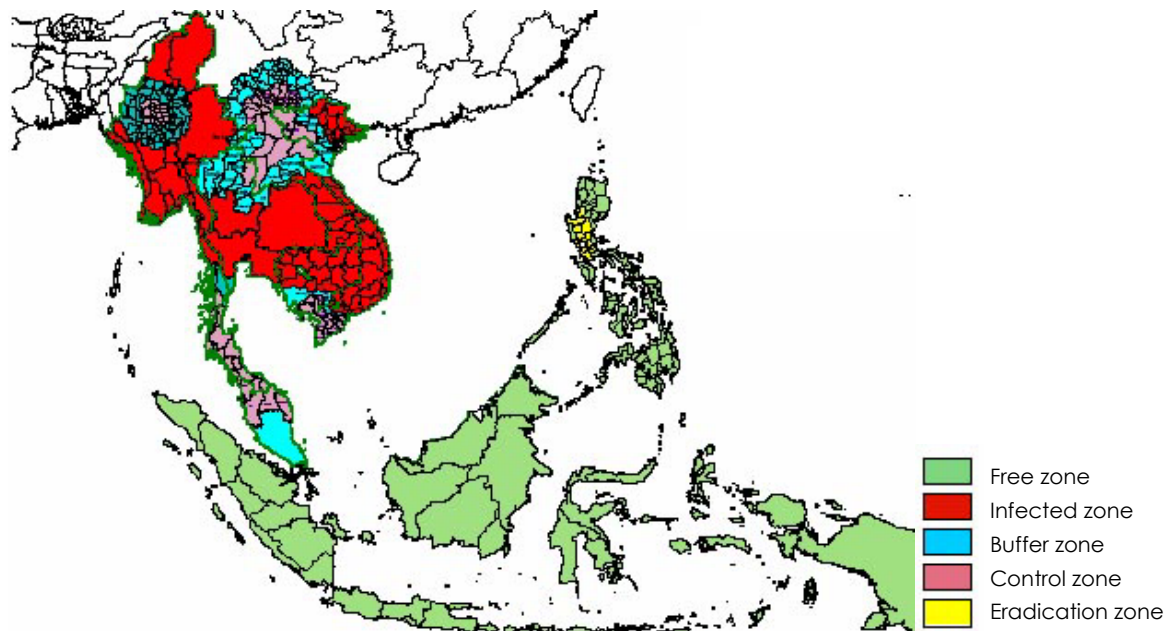 Free zone
Infected zone
Buffer zone
Control zone
Eradication zone